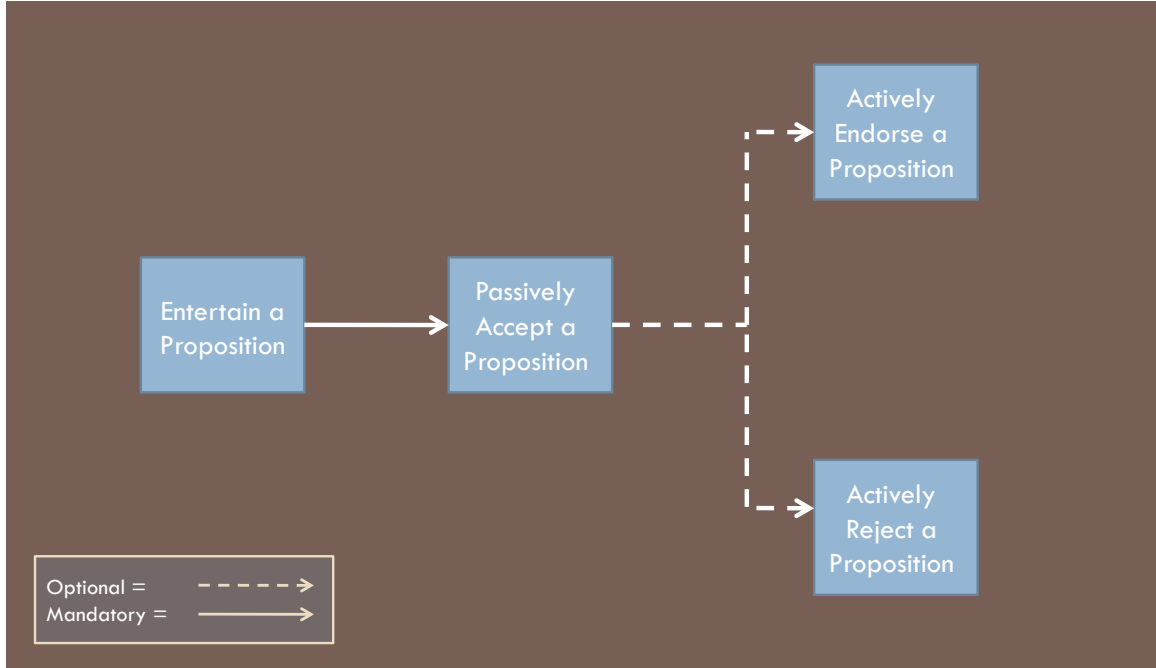 Entertain a
Proposition
Passively
Accept a
Proposition
Actively
Endorse a
Proposition
Actively
Reject a
Proposition
Optional =
Mandatory =